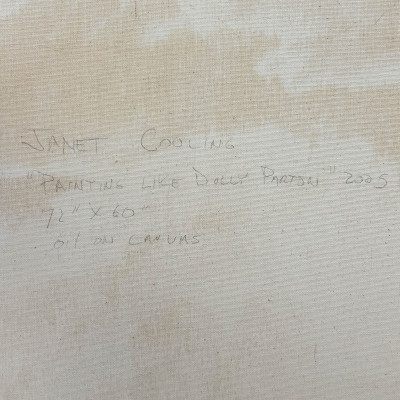 JANET COOLING
"PAINTING LIKE DOLLY PARTON" 2005
72" X 60"
oil on canvas